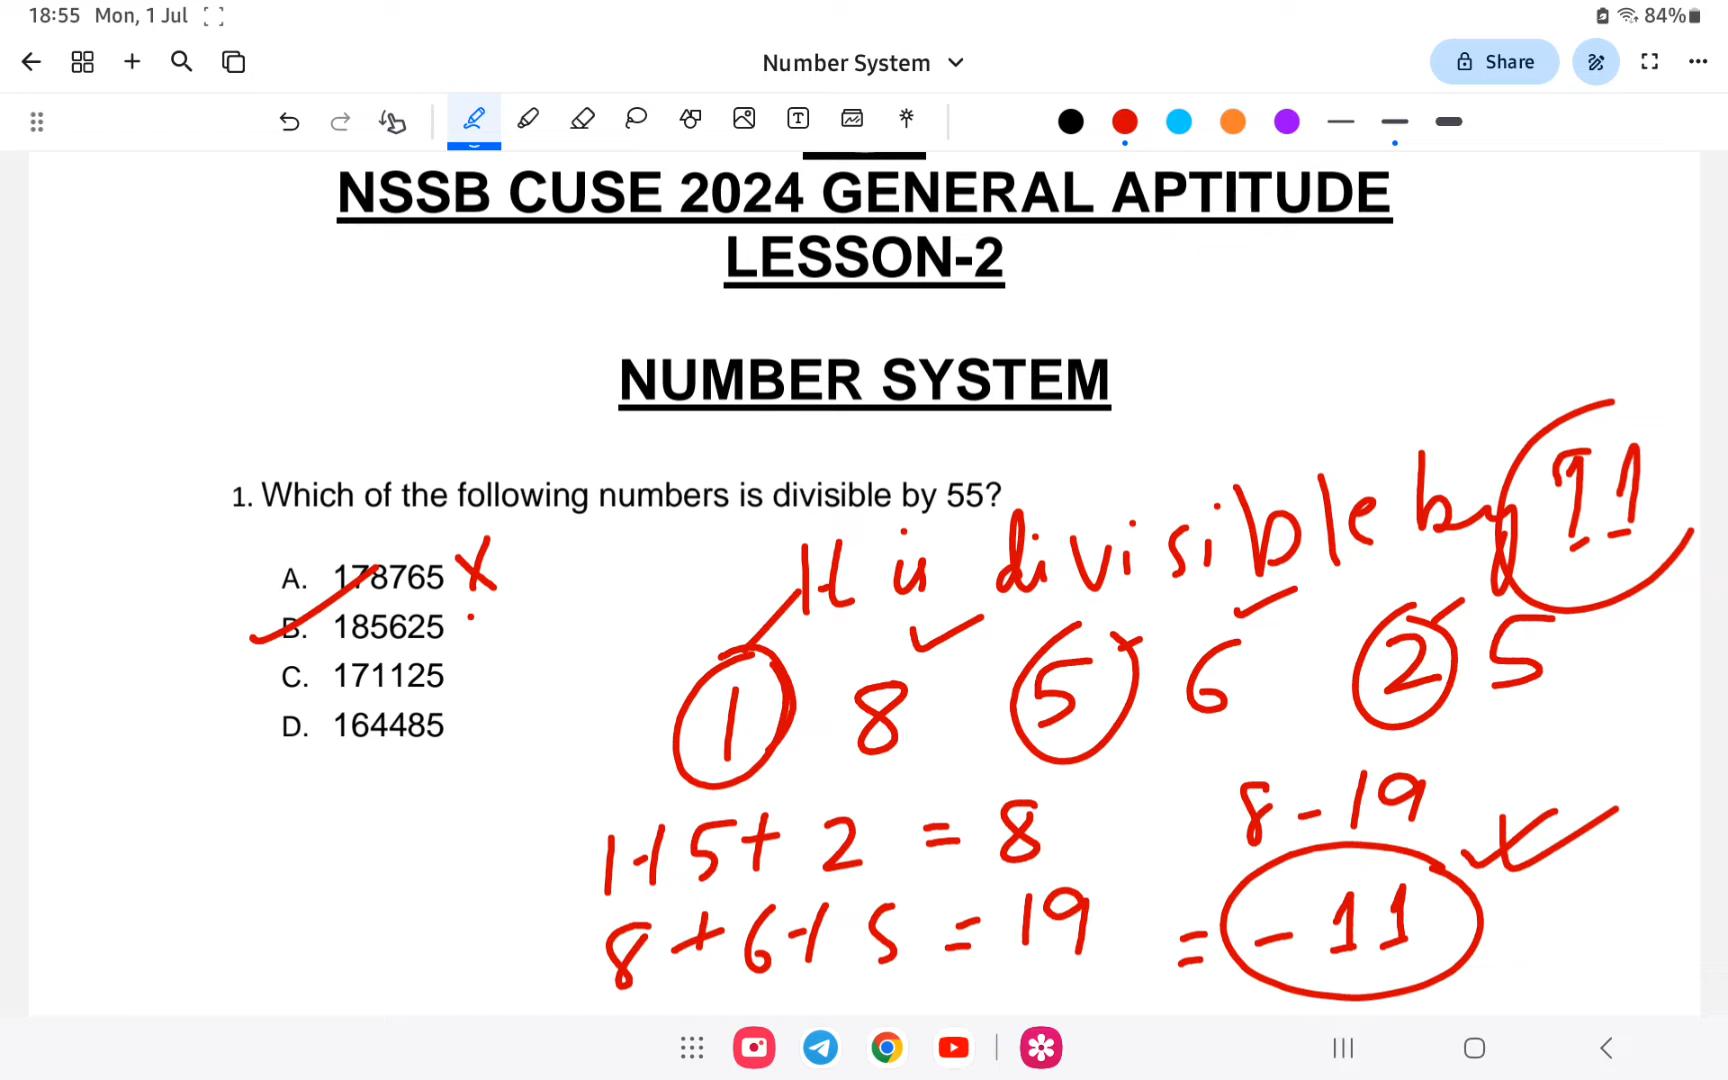 18:55 Mon, 1 Jul
84%
Number System
Share
NSSB CUSE 2024 GENERAL APTITUDE
LESSON-2
NUMBER SYSTEM
1. Which of the following numbers is divisible by 55?
A. 178765 X
B. 185625
C. 171125
D. 164485
It is divisible by 11
1 8 5 6 2 5
1+5+2 = 8
8+6+5 = 19
8-19
= -11